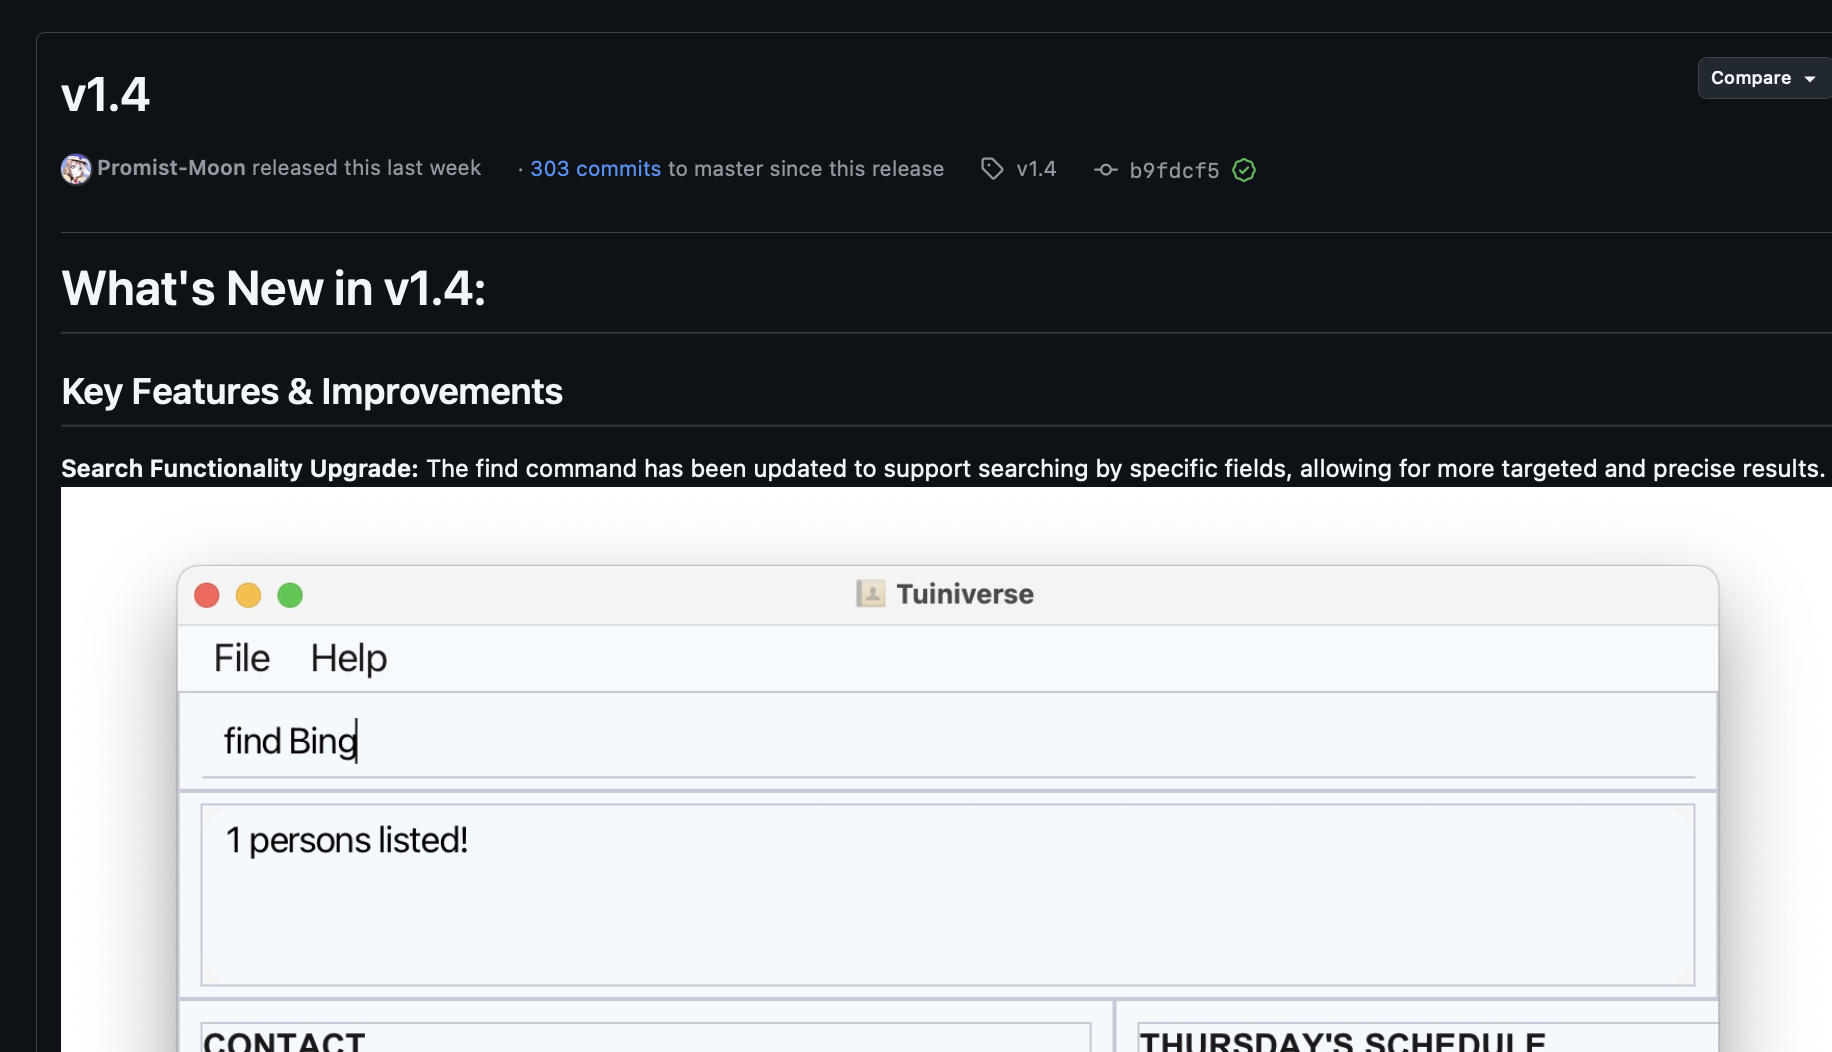 v1.4
Compare
Promist-Moon released this last week · 303 commits to master since this release v1.4 b9fdcf5
What's New in v1.4:
Key Features & Improvements
Search Functionality Upgrade: The find command has been updated to support searching by specific fields, allowing for more targeted and precise results.
Tuiniverse
File Help
find Bing
1 persons listed!
CONTACT
THURSDAY'S SCHEDULE